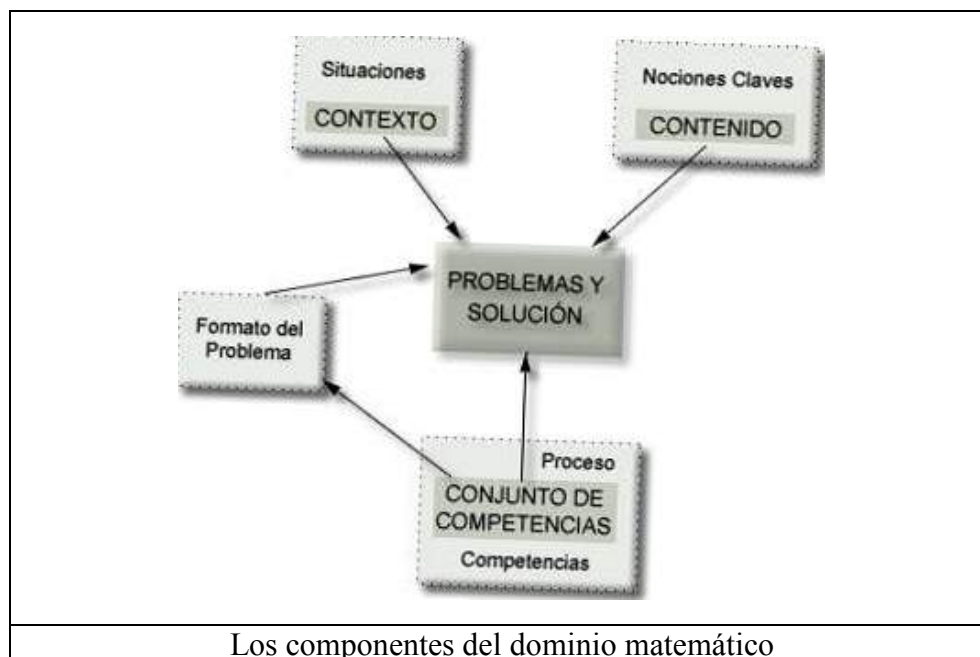 Situaciones
CONTEXTO
Nociones Claves
CONTENIDO
PROBLEMAS Y
SOLUCIÓN
Formato del
Problema
Proceso
CONJUNTO DE
COMPETENCIAS
Competencias
Los componentes del dominio matemático